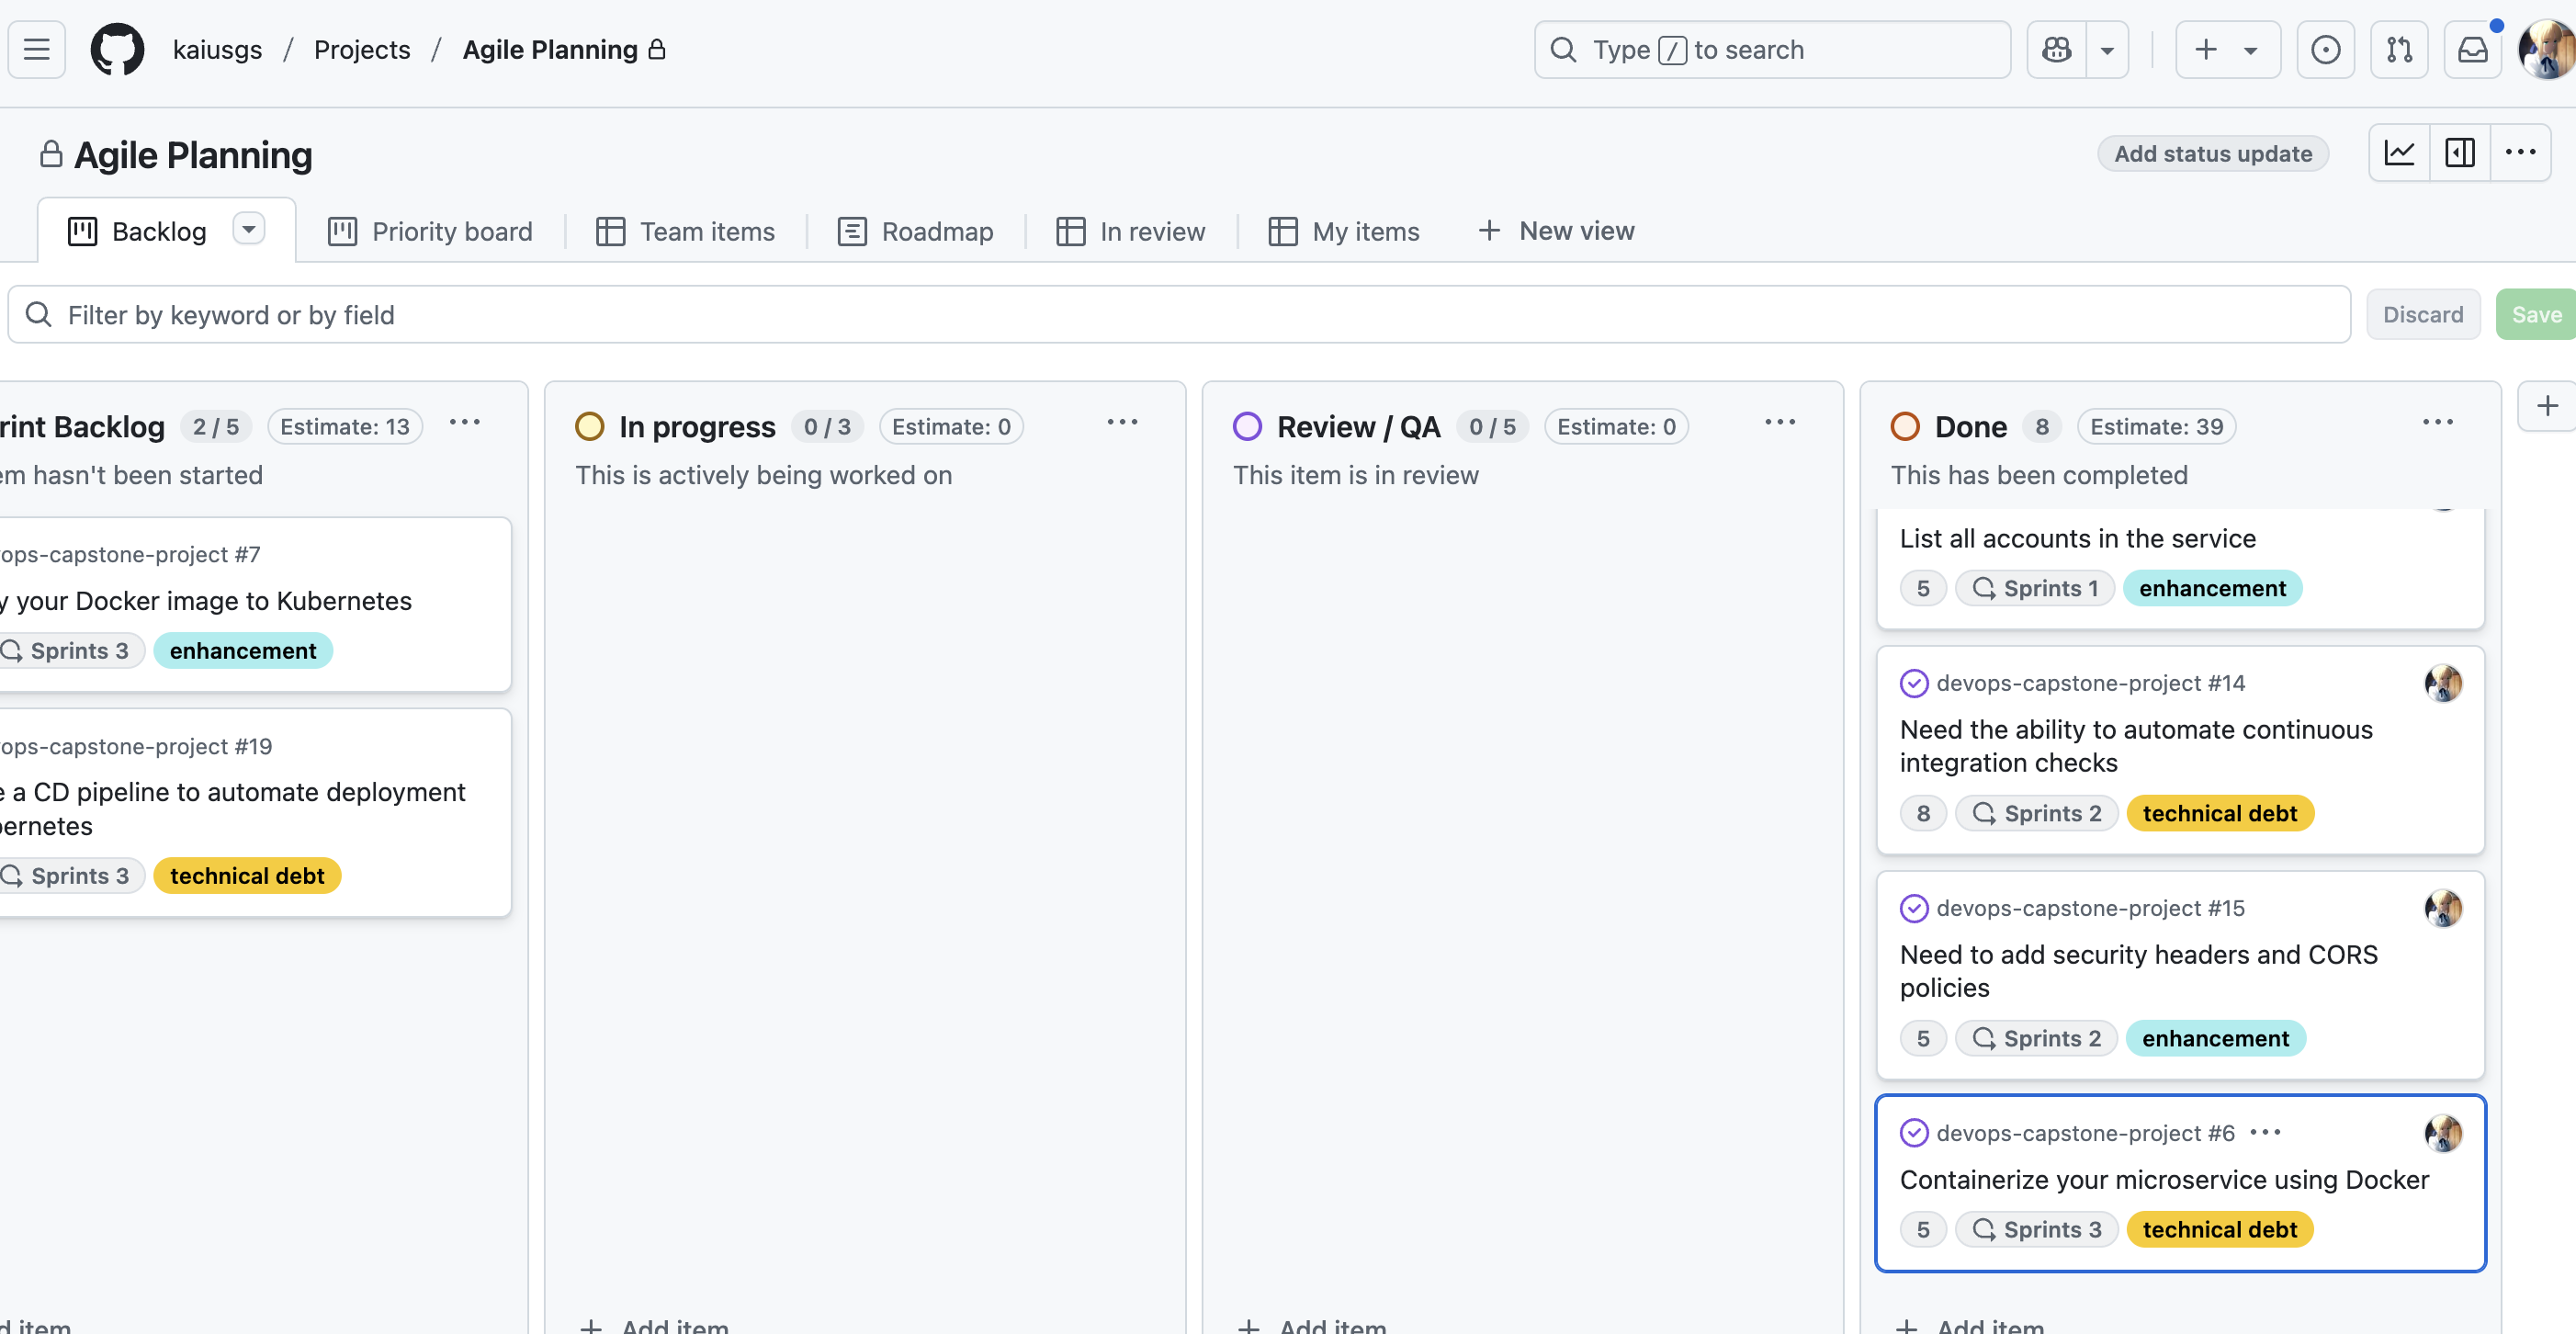 kaiusgs / Projects / Agile Planning
Type / to search
Agile Planning
Add status update
Backlog
Priority board
Team items
Roadmap
In review
My items
+ New view
Filter by keyword or by field
Discard
Save
rint Backlog 2 / 5 Estimate: 13
em hasn't been started
ops-capstone-project #7
y your Docker image to Kubernetes
Sprints 3 enhancement
ops-capstone-project #19
e a CD pipeline to automate deployment
bernetes
Sprints 3 technical debt
d item
In progress 0 / 3 Estimate: 0
This is actively being worked on
+ Add item
Review / QA 0 / 5 Estimate: 0
This item is in review
+ Add item
Done 8 Estimate: 39
This has been completed
List all accounts in the service
5 Sprints 1 enhancement
devops-capstone-project #14
Need the ability to automate continuous
integration checks
8 Sprints 2 technical debt
devops-capstone-project #15
Need to add security headers and CORS
policies
5 Sprints 2 enhancement
devops-capstone-project #6
Containerize your microservice using Docker
5 Sprints 3 technical debt
+ Add item